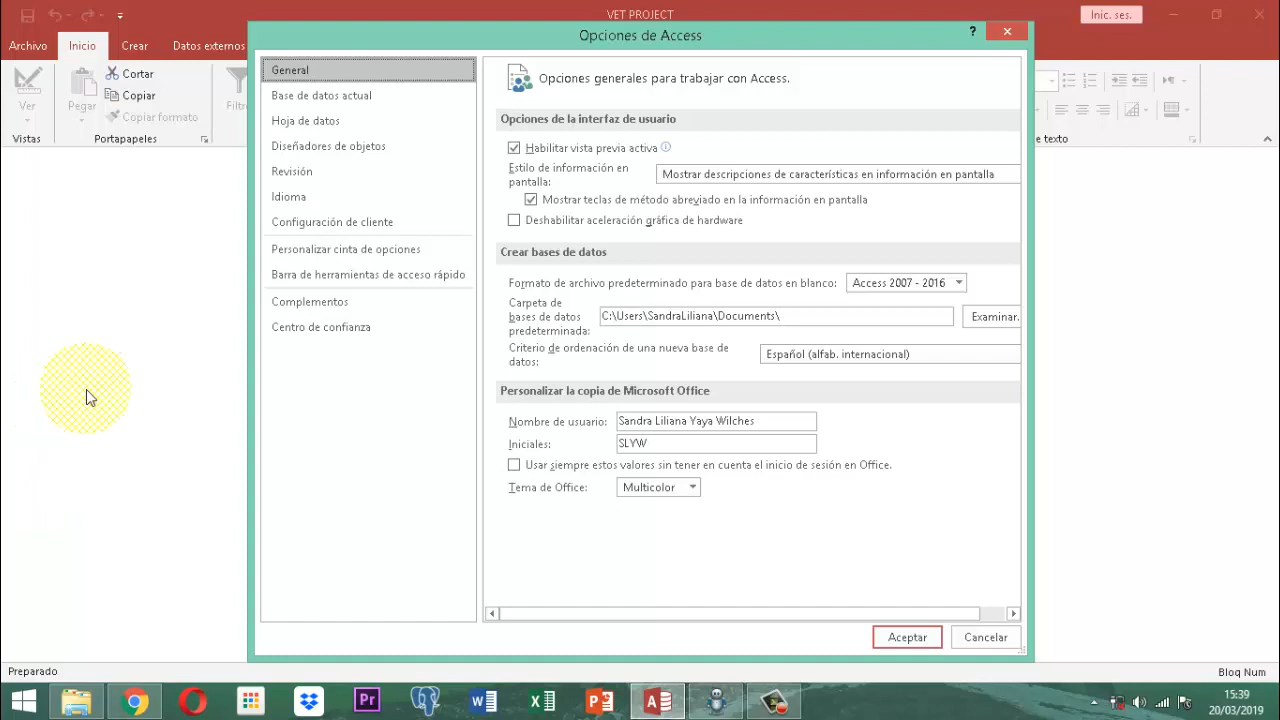 VET PROJECT
Inic. ses.
Archivo
Inicio
Crear
Datos externos
Ver
Vistas
Pegar
Cortar
Copiar
Copiar formato
Portapapeles
Filtr
e texto
Opciones de Access
?
General
Base de datos actual
Hoja de datos
Diseñadores de objetos
Revisión
Idioma
Configuración de cliente
Personalizar cinta de opciones
Barra de herramientas de acceso rápido
Complementos
Centro de confianza
Opciones generales para trabajar con Access.
Opciones de la interfaz de usuario
Habilitar vista previa activa
Estilo de información en
pantalla:
Mostrar descripciones de características en información en pantalla
Mostrar teclas de método abreviado en la información en pantalla
Deshabilitar aceleración gráfica de hardware
Crear bases de datos
Formato de archivo predeterminado para base de datos en blanco:
Access 2007 - 2016
Carpeta de
bases de datos
predeterminada:
C:\Users\SandraLiliana\Documents\
Examinar.
Criterio de ordenación de una nueva base de
datos:
Español (alfab. internacional)
Personalizar la copia de Microsoft Office
Nombre de usuario:
Sandra Liliana Yaya Wilches
Iniciales:
SLYW
Usar siempre estos valores sin tener en cuenta el inicio de sesión en Office.
Tema de Office:
Multicolor
Aceptar
Cancelar
Preparado
Bloq Num
Pr
15:39
20/03/2019